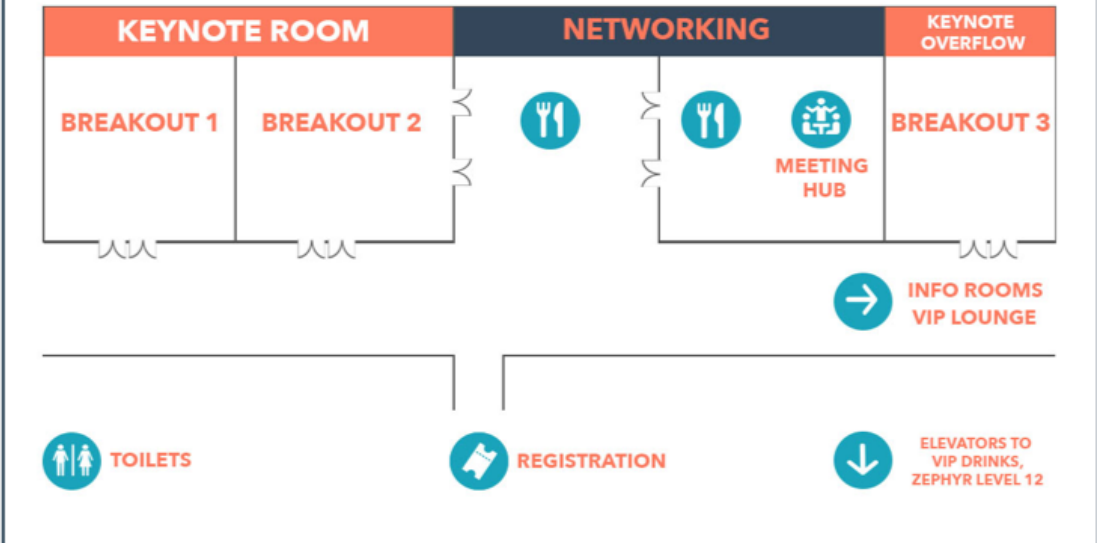 KEYNOTE ROOM
NETWORKING
KEYNOTE
OVERFLOW
BREAKOUT 1
BREAKOUT 2
MEETING
HUB
BREAKOUT 3
INFO ROOMS
VIP LOUNGE
TOILETS
REGISTRATION
ELEVATORS TO
VIP DRINKS,
ZEPHYR LEVEL 12